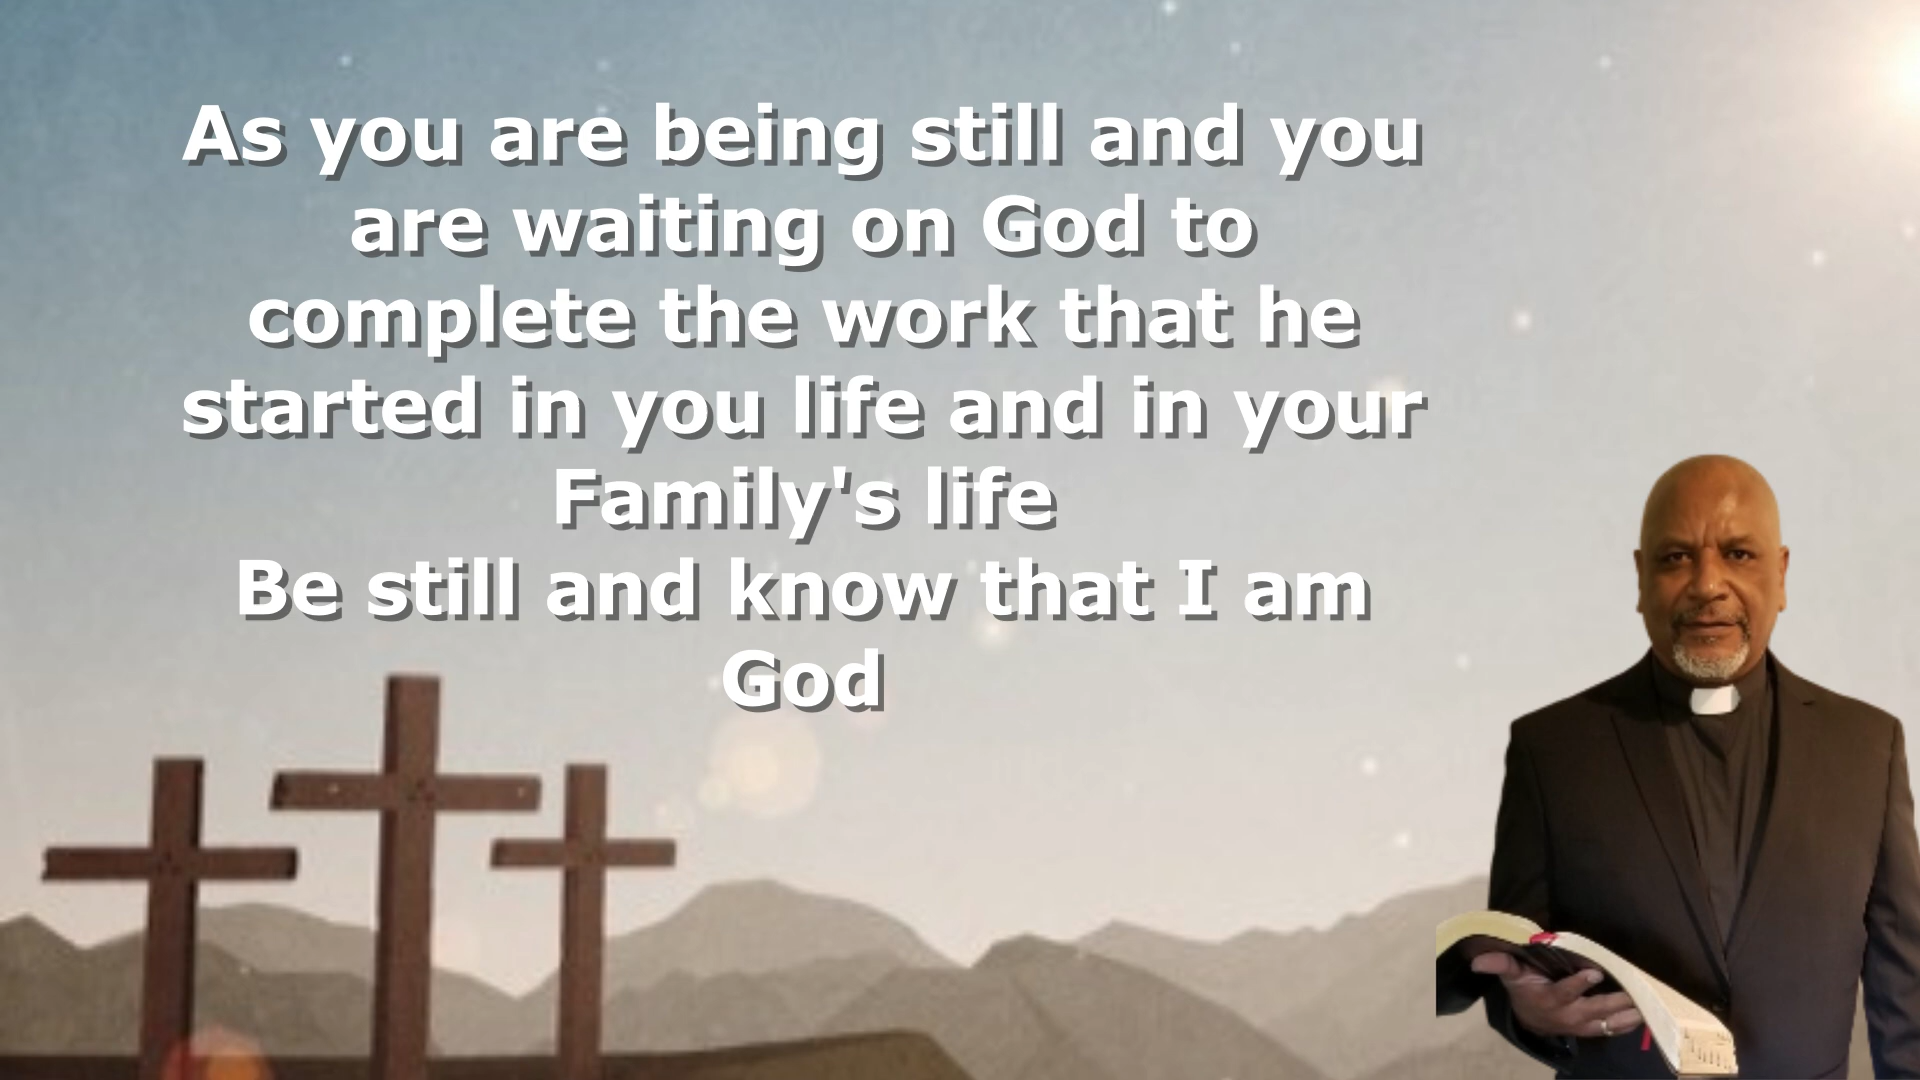 As you are being still and you
are waiting on God to
complete the work that he
started in you life and in your
Family's life
Be still and know that I am
God